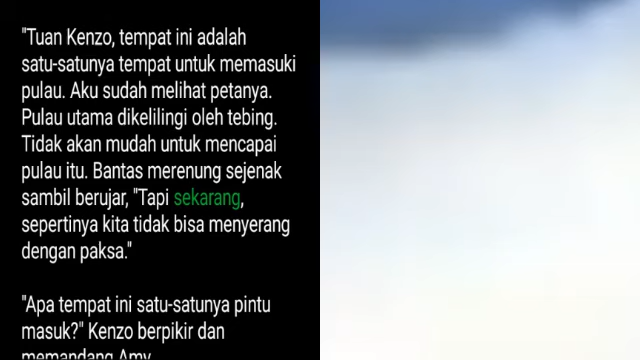 "Tuan Kenzo, tempat ini adalah
satu-satunya tempat untuk memasuki
pulau. Aku sudah melihat petanya.
Pulau utama dikelilingi oleh tebing.
Tidak akan mudah untuk mencapai
pulau itu. Bantas merenung sejenak
sambil berujar, "Tapi sekarang,
sepertinya kita tidak bisa menyerang
dengan paksa."
"Apa tempat ini satu-satunya pintu
masuk?" Kenzo berpikir dan
memandang Amy.